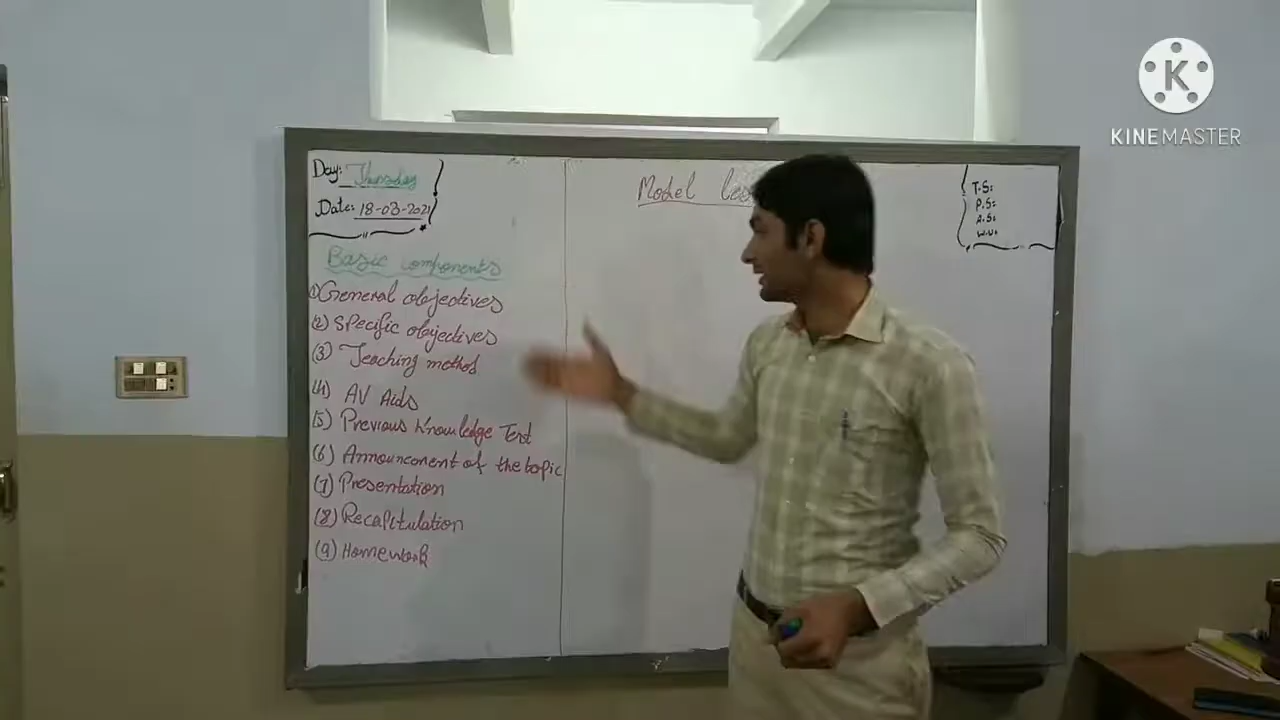 Day: Thursday
Date: 18-03-2021
Basic components
(1) General objectives
(2) Specific objectives
(3) Teaching method
(4) AV Aids
(5) Previous Knowledge Test
(6) Announcement of the topic
(7) Presentation
(8) Recapitulation
(9) Homework
Model
T.S:
P.S:
A.S:
KINEMASTER